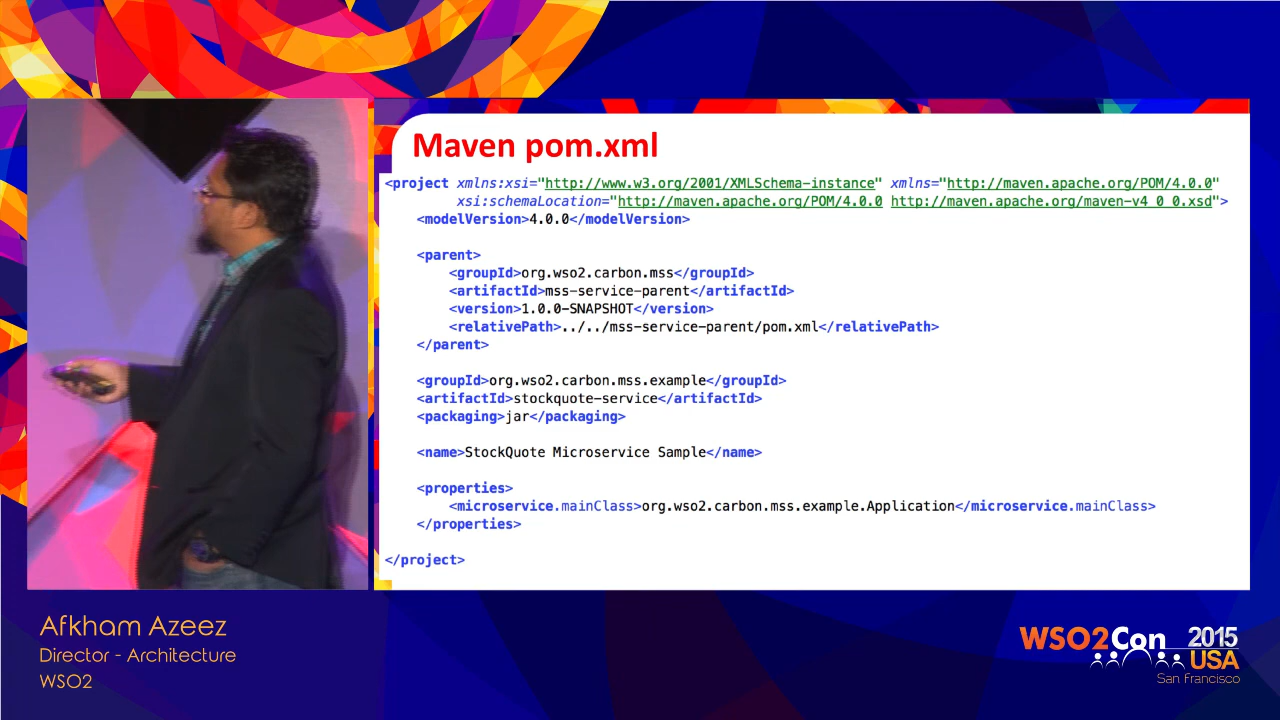 Maven pom.xml
<project xmlns:xsi="http://www.w3.org/2001/XMLSchema-instance" xmlns="http://maven.apache.org/POM/4.0.0"
xsi:schemaLocation="http://maven.apache.org/POM/4.0.0 http://maven.apache.org/maven-v4_0_0.xsd">
<modelVersion>4.0.0</modelVersion>
<parent>
<groupId>org.wso2.carbon.mss</groupId>
<artifactId>mss-service-parent</artifactId>
<version>1.0.0-SNAPSHOT</version>
<relativePath>../../mss-service-parent/pom.xml</relativePath>
</parent>
<groupId>org.wso2.carbon.mss.example</groupId>
<artifactId>stockquote-service</artifactId>
<packaging>jar</packaging>
<name>StockQuote Microservice Sample</name>
<properties>
<microservice.mainClass>org.wso2.carbon.mss.example.Application</microservice.mainClass>
</properties>
</project>
Afkham Azeez
Director - Architecture
WSO2
WSO2Con 2015
USA
San Francisco